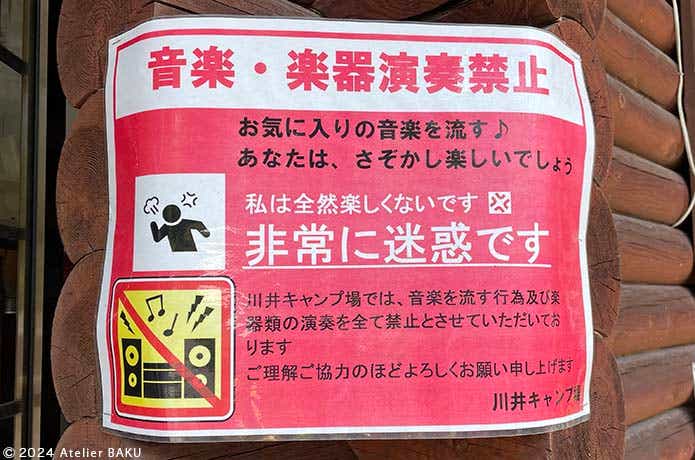 音楽・楽器演奏禁止
お気に入りの音楽を流す♪
あなたは、さぞかし楽しいでしょう
私は全然楽しくないです
非常に迷惑です
川井キャンプ場では、音楽を流す行為及び楽
器類の演奏を全て禁止とさせていただいてお
ります
ご理解ご協力のほどよろしくお願い申し上げます
川井キャンプ場
© 2024 Atelier BAKU